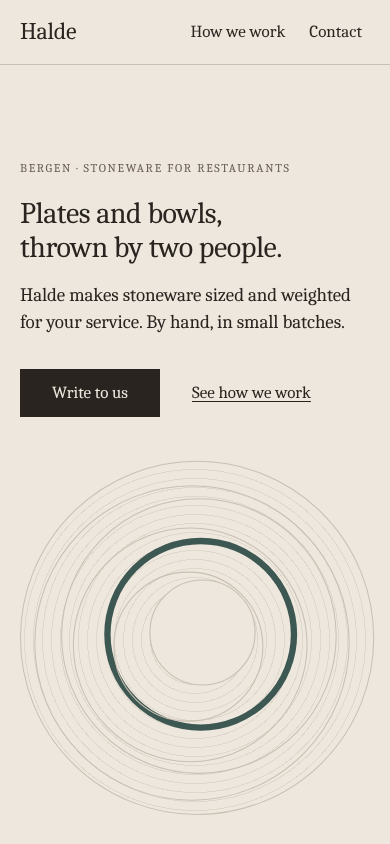 Halde
How we work
Contact
BERGEN · STONEWARE FOR RESTAURANTS
Plates and bowls,
thrown by two people.
Halde makes stoneware sized and weighted
for your service. By hand, in small batches.
Write to us
See how we work